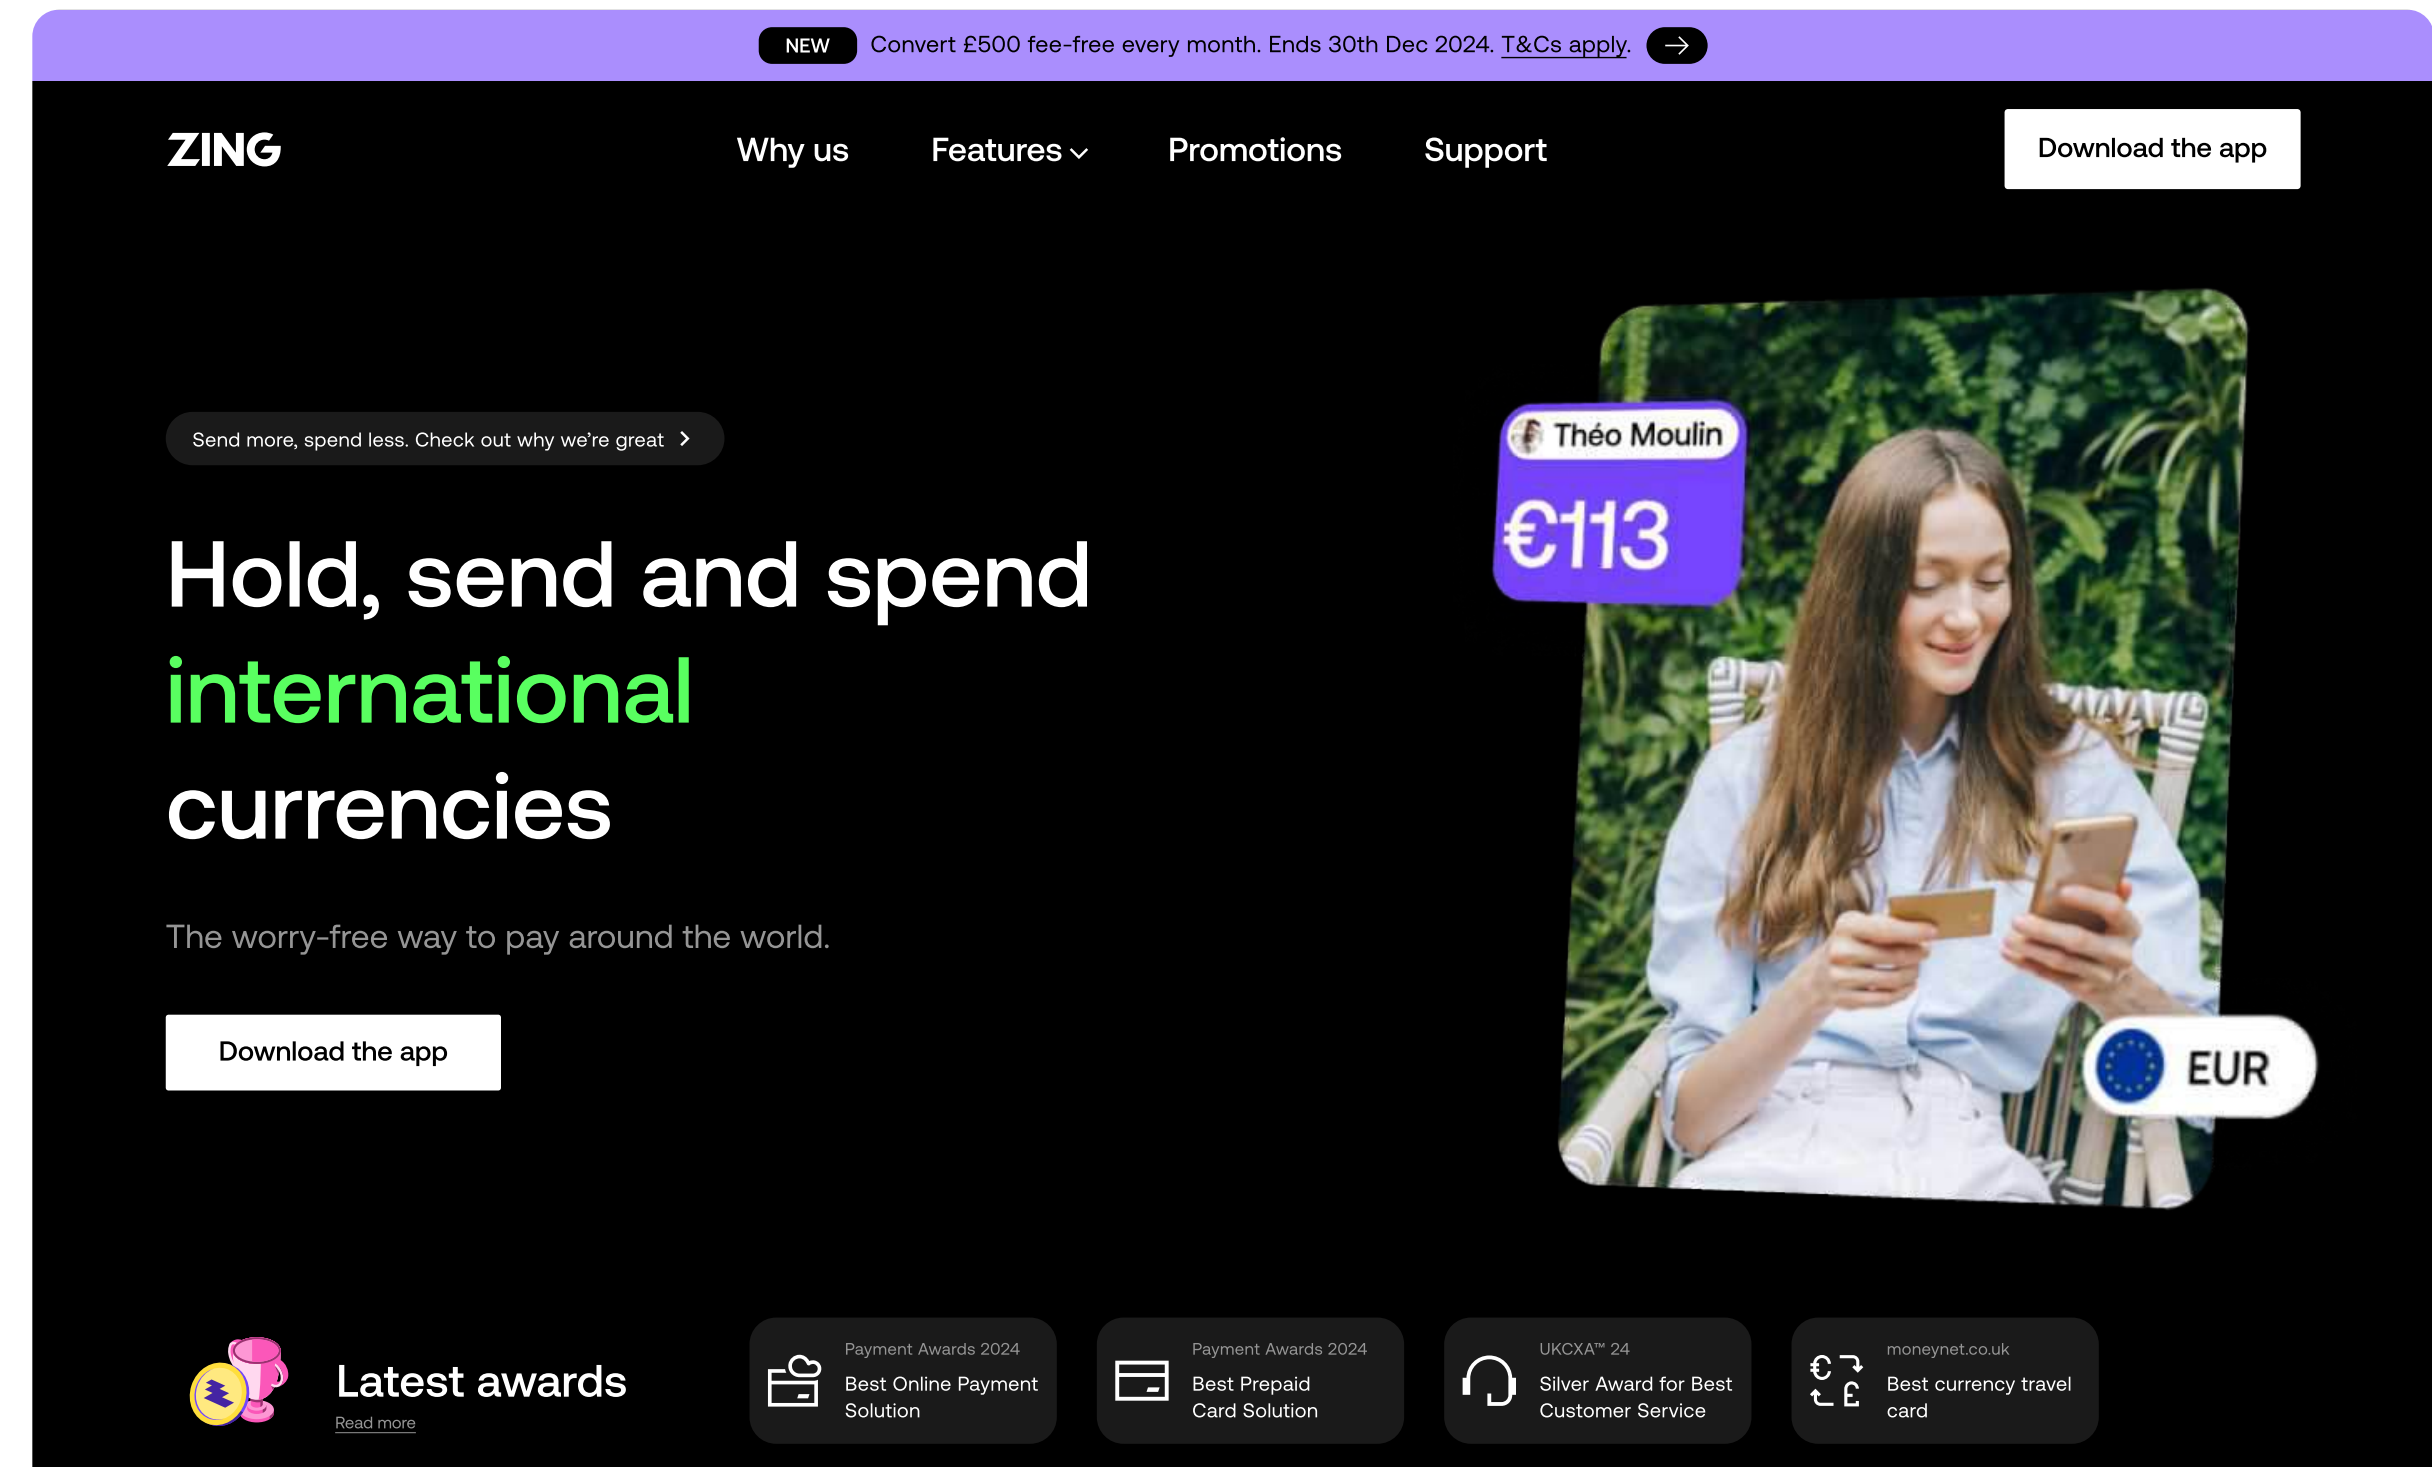 NEW Convert £500 fee-free every month. Ends 30th Dec 2024. T&Cs apply.
ZING Why us Features Promotions Support Download the app
Send more, spend less. Check out why we’re great
Hold, send and spend
international
currencies
The worry-free way to pay around the world.
Download the app
Théo Moulin
€113
EUR
Latest awards
Read more
Payment Awards 2024
Best Online Payment
Solution
Payment Awards 2024
Best Prepaid
Card Solution
UKCXA™ 24
Silver Award for Best
Customer Service
€
£
moneynet.co.uk
Best currency travel
card